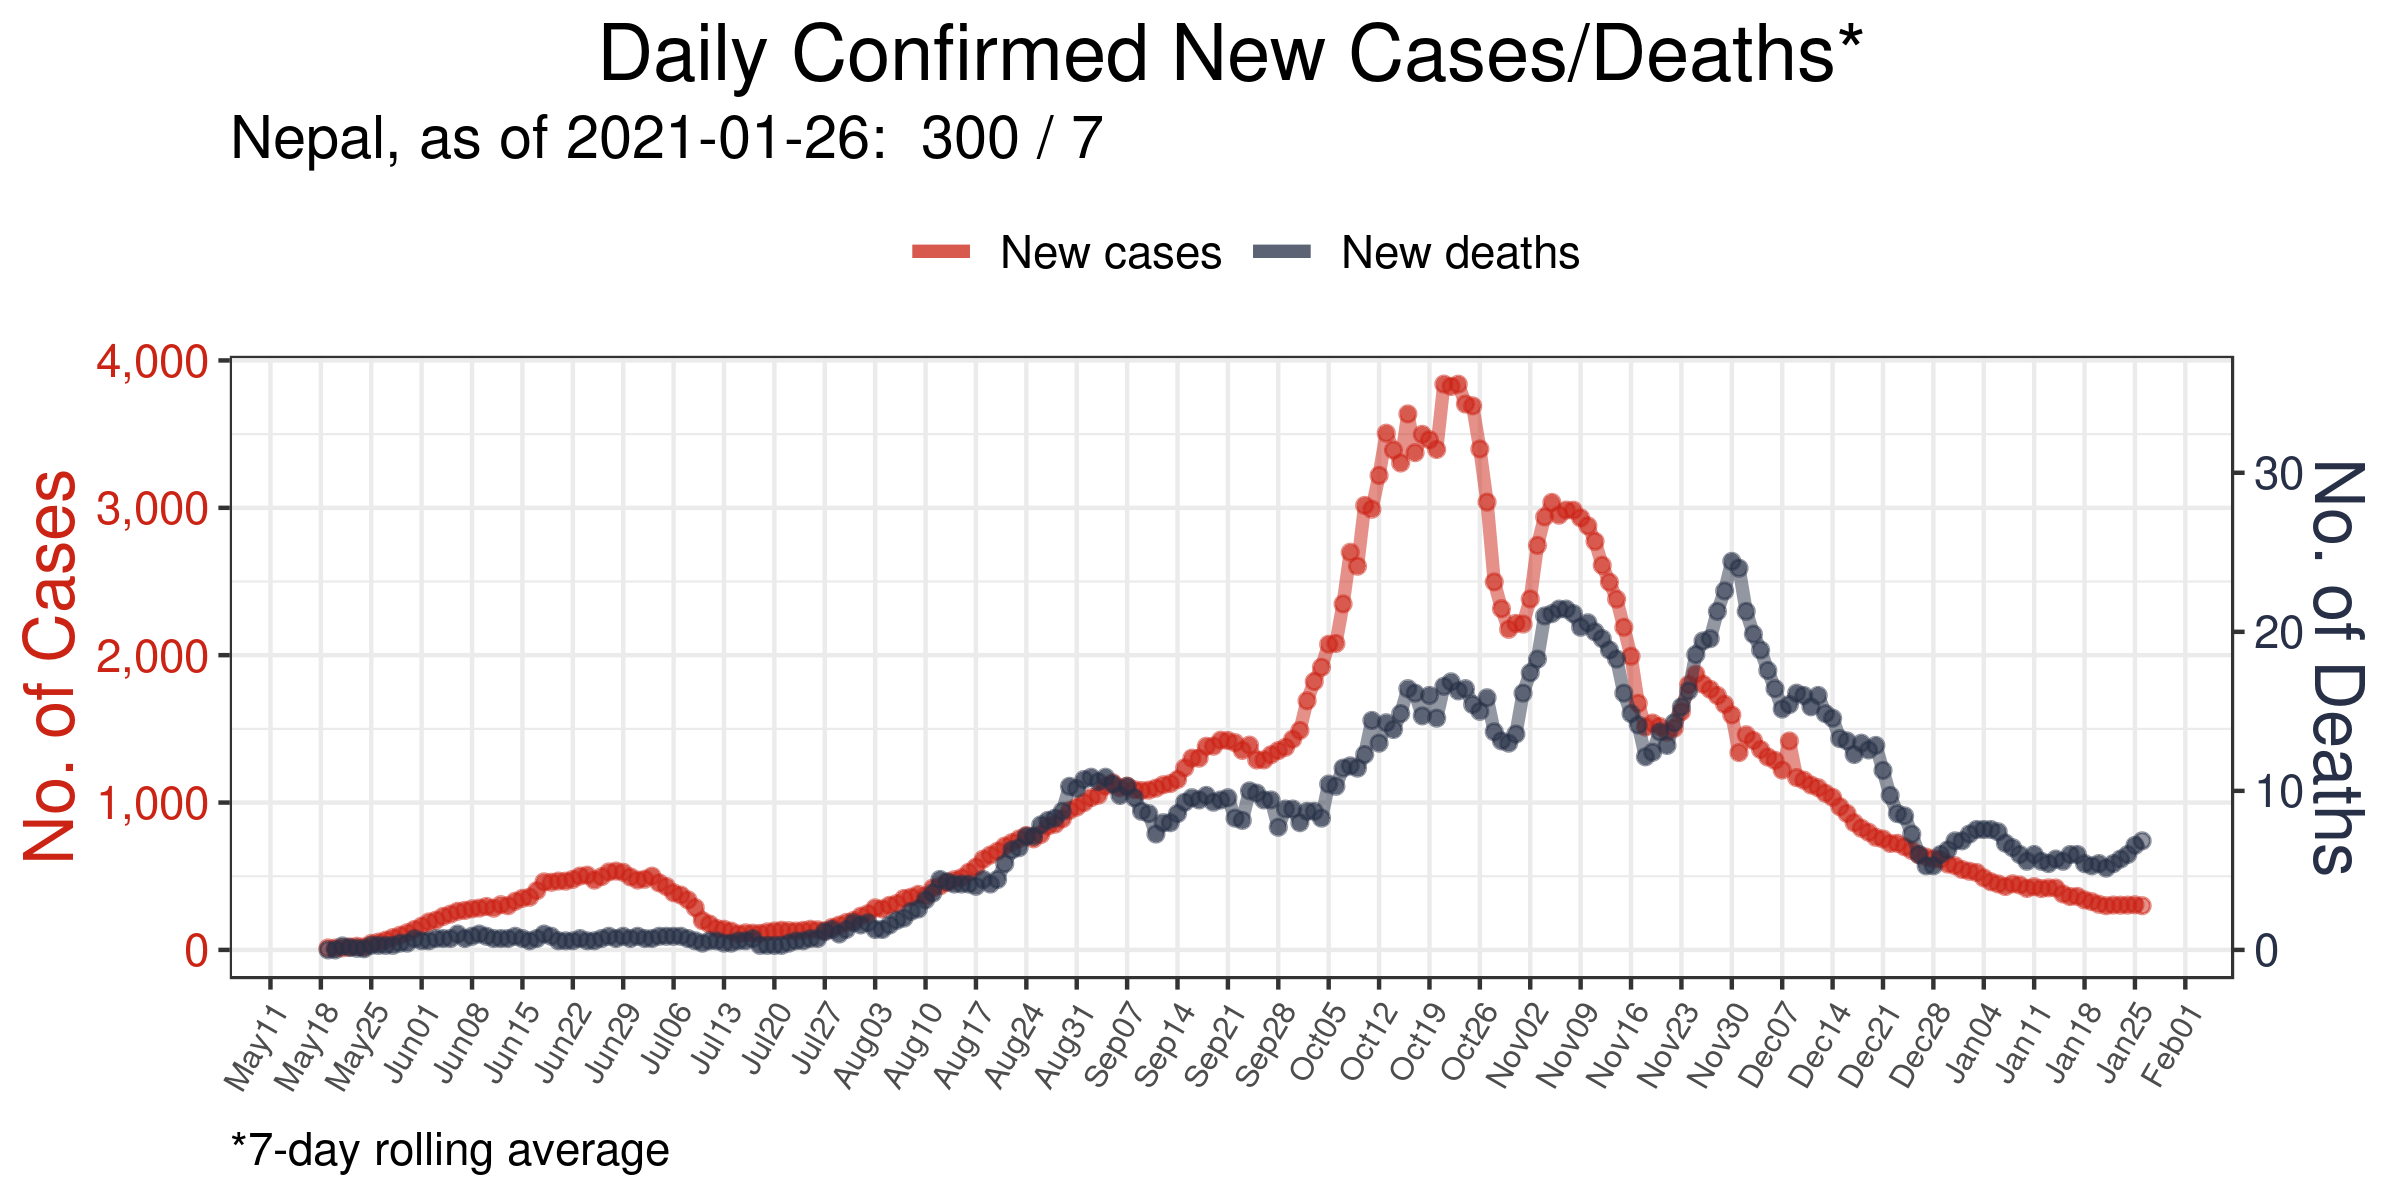 Daily Confirmed New Cases/Deaths*
Nepal, as of 2021-01-26:  300 / 7
New cases
New deaths
No. of Cases
4,000
3,000
2,000
1,000
0
30
20
10
0
No. of Deaths
May11
May18
May25
Jun01
Jun08
Jun15
Jun22
Jun29
Jul06
Jul13
Jul20
Jul27
Aug03
Aug10
Aug17
Aug24
Aug31
Sep07
Sep14
Sep21
Sep28
Oct05
Oct12
Oct19
Oct26
Nov02
Nov09
Nov16
Nov23
Nov30
Dec07
Dec14
Dec21
Dec28
Jan04
Jan11
Jan18
Jan25
Feb01
*7-day rolling average